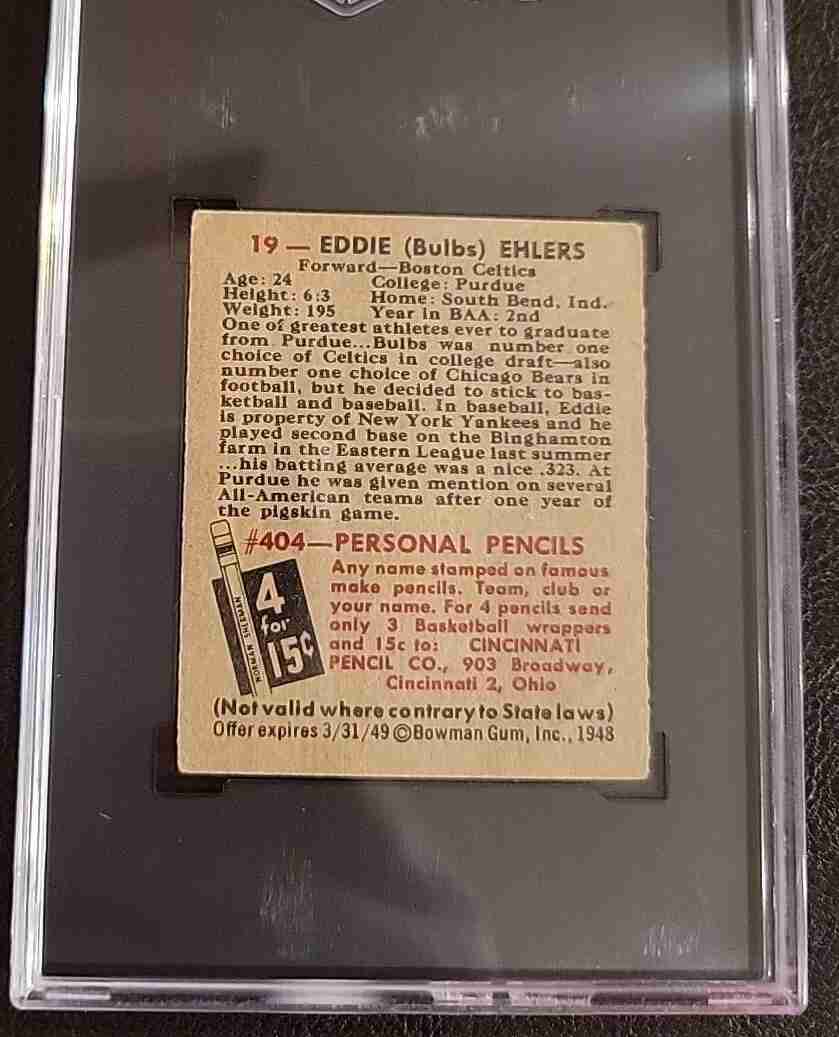 19 — EDDIE (Bulbs) EHLERS
Forward—Boston Celtics
Age: 24 College: Purdue
Height: 6:3 Home: South Bend, Ind.
Weight: 195 Year in BAA: 2nd
One of greatest athletes ever to graduate
from Purdue...Bulbs was number one
choice of Celtics in college draft—also
number one choice of Chicago Bears in
football, but he decided to stick to bas-
ketball and baseball. In baseball, Eddie
is property of New York Yankees and he
played second base on the Binghamton
farm in the Eastern League last summer
...his batting average was a nice .323. At
Purdue he was given mention on several
All-American teams after one year of
the pigskin game.
#404—PERSONAL PENCILS
Any name stamped on famous
make pencils. Team, club or
your name. For 4 pencils send
only 3 Basketball wrappers
and 15c to: CINCINNATI
PENCIL CO., 903 Broadway,
Cincinnati 2, Ohio
NORMAN SHERMAN
4
for
15¢
(Not valid where contrary to State laws)
Offer expires 3/31/49 ©Bowman Gum, Inc., 1948